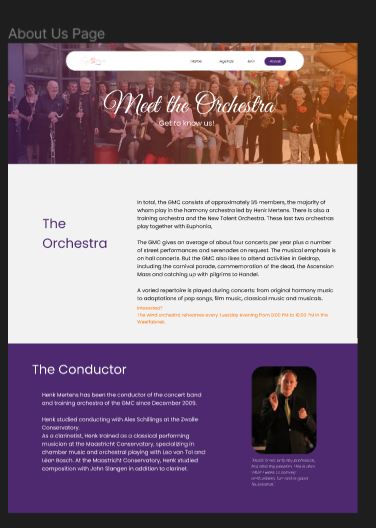 About Us Page
Home Agenda Join About
Meet the Orchestra
Get to know us!
The
Orchestra
In total, the GMC consists of approximately 55 members, the majority of
whom play in the harmony orchestra led by Henk Mertens. There is also a
training orchestra and the New Talent Orchestra. These last two orchestras
play together with Euphonia,
The GMC gives an average of about four concerts per year plus a number
of street performances and serenades on request. The musical emphasis is
on hall concerts. But the GMC also likes to attend activities in Geldrop,
including the carnival parade, commemoration of the dead, the Ascension
Mass and catching up with pilgrims to Handel.
A varied repertoire is played during concerts: from original harmony music
to adaptations of pop songs, film music, classical music and musicals.
Interested?
The wind orchestra rehearses every Tuesday evening from PM to PM in the
The Conductor
Henk Mertens has been the conductor of the concert band
and training orchestra of the GMC since December 2009.
Henk studied conducting with Alex Schillings at the Zwolle
Conservatory.
As a clarinetist, Henk trained as a classical performing
musician at the Maastricht Conservatory, specializing in
chamber music and orchestral playing with Leo van Tol and
Léon Bosch. At the Maastricht Conservatory, Henk studied
composition with John Slangen in addition to clarinet.